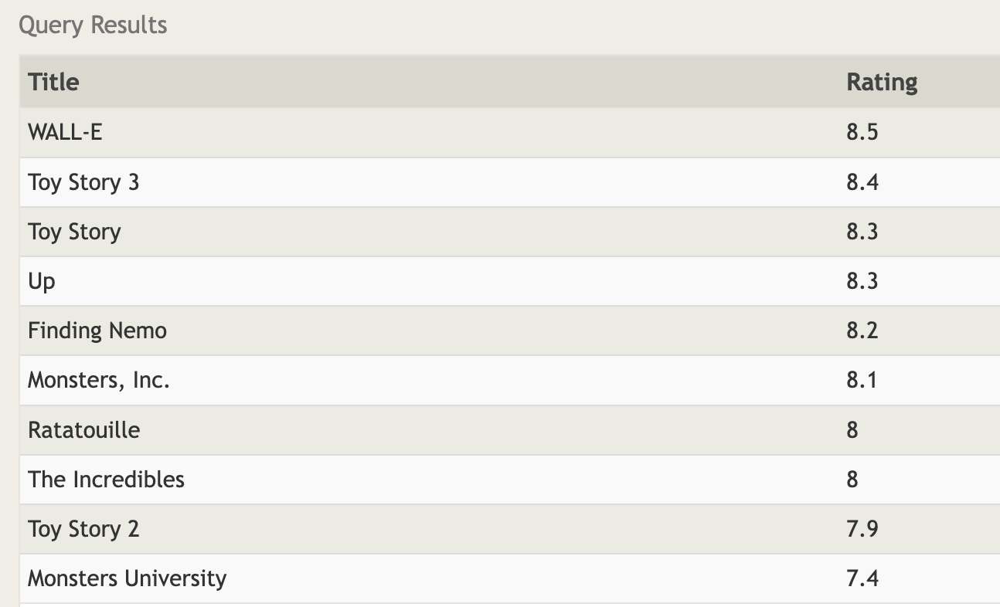 Query Results
Title Rating
WALL-E 8.5
Toy Story 3 8.4
Toy Story 8.3
Up 8.3
Finding Nemo 8.2
Monsters, Inc. 8.1
Ratatouille 8
The Incredibles 8
Toy Story 2 7.9
Monsters University 7.4